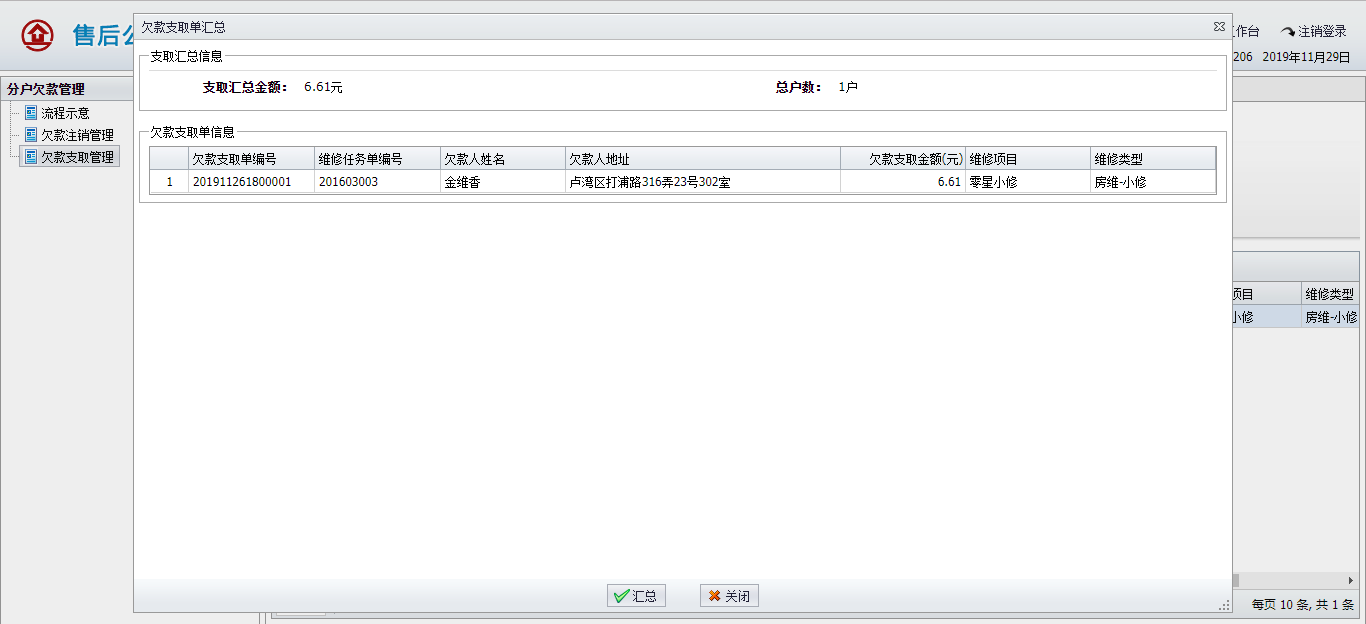 售后公
工作台 注销登录
206 2019年11月29日
分户欠款管理
流程示意
欠款注销管理
欠款支取管理
欠款支取单汇总
支取汇总信息
支取汇总金额： 6.61元 总户数： 1户
欠款支取单信息
欠款支取单编号 维修任务单编号 欠款人姓名 欠款人地址 欠款支取金额(元) 维修项目 维修类型
1 201911261800001 201603003 金维香 卢湾区打浦路316弄23号302室 6.61 零星小修 房维-小修
项目 维修类型
小修 房维-小修
汇总 关闭
每页 10 条, 共 1 条